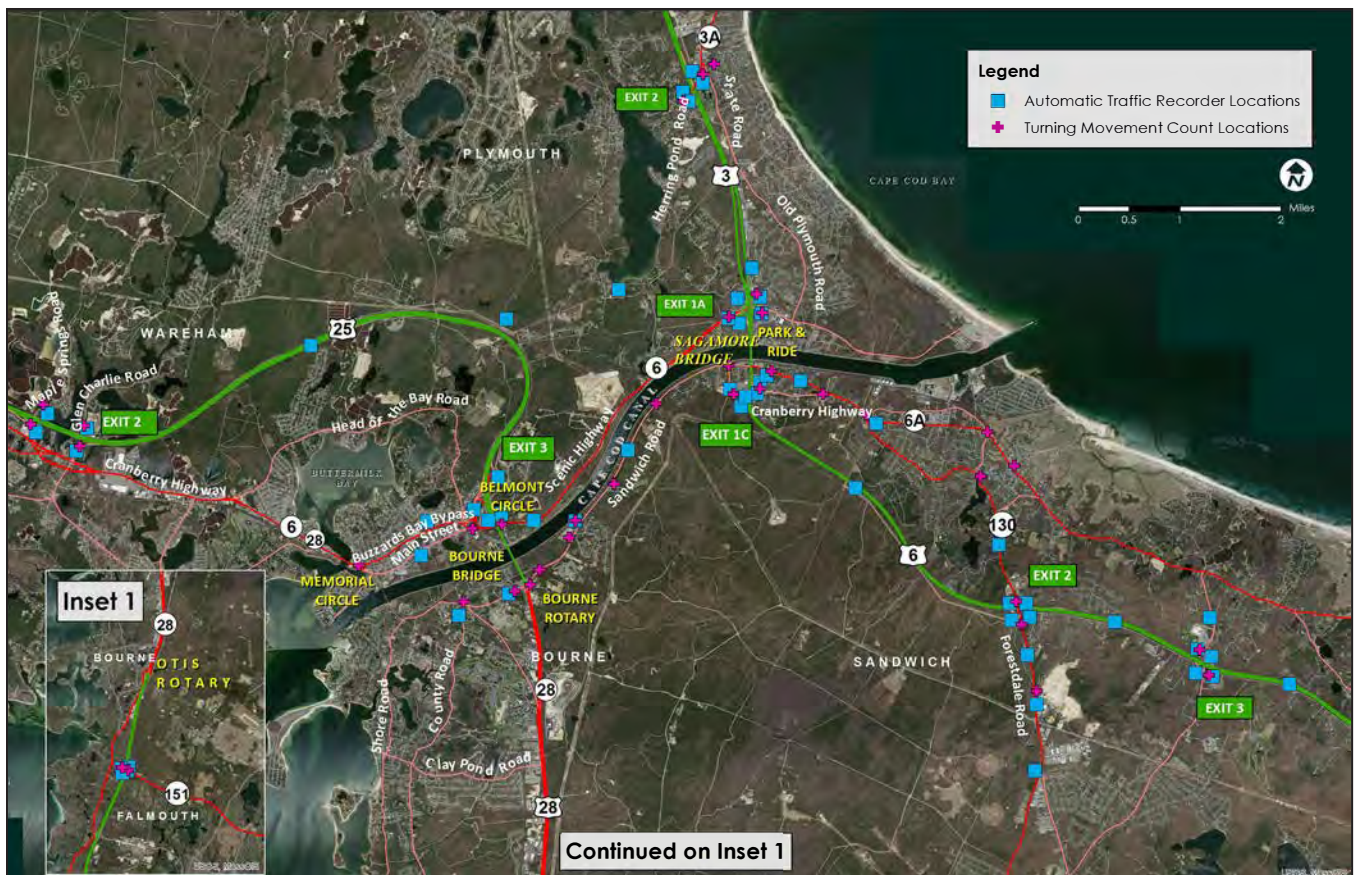 3A
Legend
Automatic Traffic Recorder Locations
Turning Movement Count Locations
EXIT 2
State Road
Herring Pond Road
PLYMOUTH
3
CAPE COD BAY
N
0 0.5 1 2 Miles
Old Plymouth Road
EXIT 1A
SAGAMORE
BRIDGE
PARK &
RIDE
WAREHAM
25
6
Maple Springs Road
Glen Charlie Road
EXIT 2
Head of the Bay Road
Cranberry Highway
EXIT 1C
Cranberry Highway
6A
EXIT 3
Scenic Highway
CAPE COD CANAL
Sandwich Road
BUTTERMILK
BAY
BELMONT
CIRCLE
6
28
Buzzards Bay Bypass
Main Street
130
6
MEMORIAL
CIRCLE
BOURNE
BRIDGE
BOURNE
ROTARY
EXIT 2
Inset 1
28
BOURNE
OTIS
ROTARY
151
FALMOUTH
BOURNE
28
SANDWICH
Forestdale Road
EXIT 3
Shore Road
County Road
Clay Pond Road
28
Continued on Inset 1